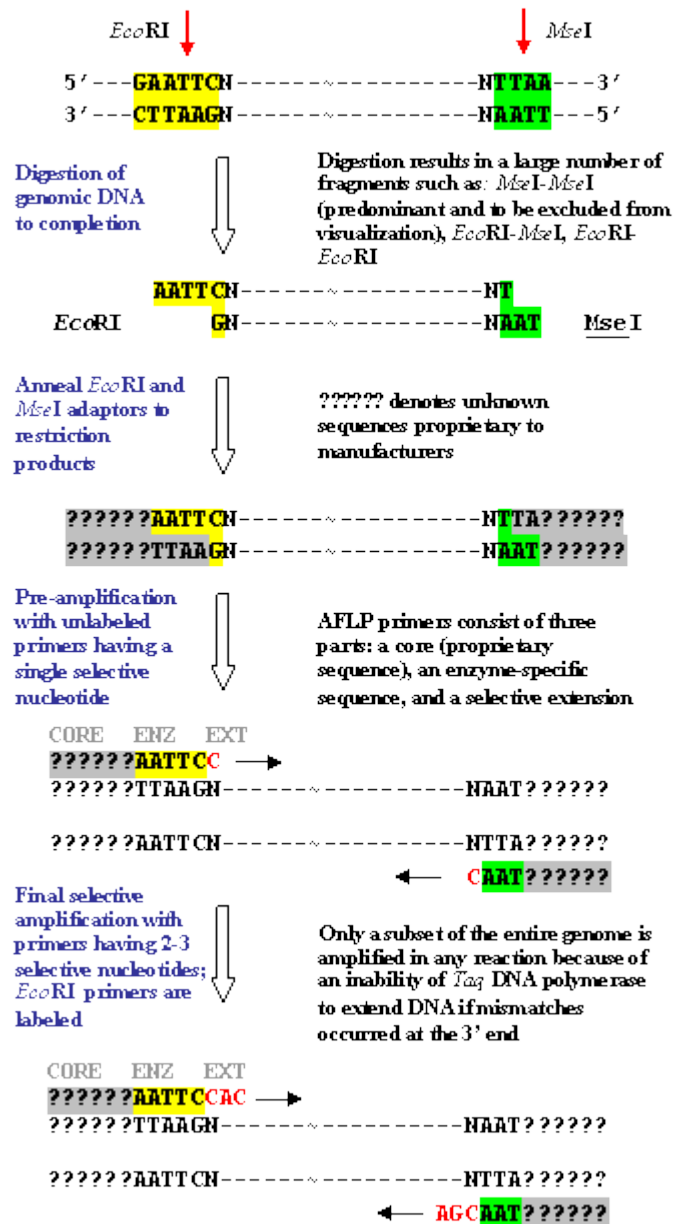 EcoRI MseI
5′---GAATTCN------------~------------NTTAA---3′
3′---CTTAAGN------------~------------NAATT---5′
Digestion of
genomic DNA
to completion
Digestion results in a large number of
fragments such as: MseI-MseI
(predominant and to be excluded from
visualization), EcoRI-MseI, EcoRI-
EcoRI
AATTCN------------~------------NT
EcoRI GN------------~------------NAAT MseI
Anneal EcoRI and
MseI adaptors to
restriction
products
?????? denotes unknown
sequences proprietary to
manufacturers
??????AATTCN------------~------------NTTA??????
??????TTAAGN------------~------------NAAT??????
Pre-amplification
with unlabeled
primers having a
single selective
nucleotide
AFLP primers consist of three
parts: a core (proprietary
sequence), an enzyme-specific
sequence, and a selective extension
CORE ENZ EXT
??????AATTCC
??????TTAAGN------------~------------NAAT??????
??????AATTCN------------~------------NTTA??????
CAAT??????
Final selective
amplification with
primers having 2-3
selective nucleotides;
EcoRI primers are
labeled
Only a subset of the entire genome is
amplified in any reaction because of
an inability of Taq DNA polymerase
to extend DNA if mismatches
occurred at the 3' end
CORE ENZ EXT
??????AATTCCAC
??????TTAAGN------------~------------NAAT??????
??????AATTCN------------~------------NTTA??????
AGCAAT??????